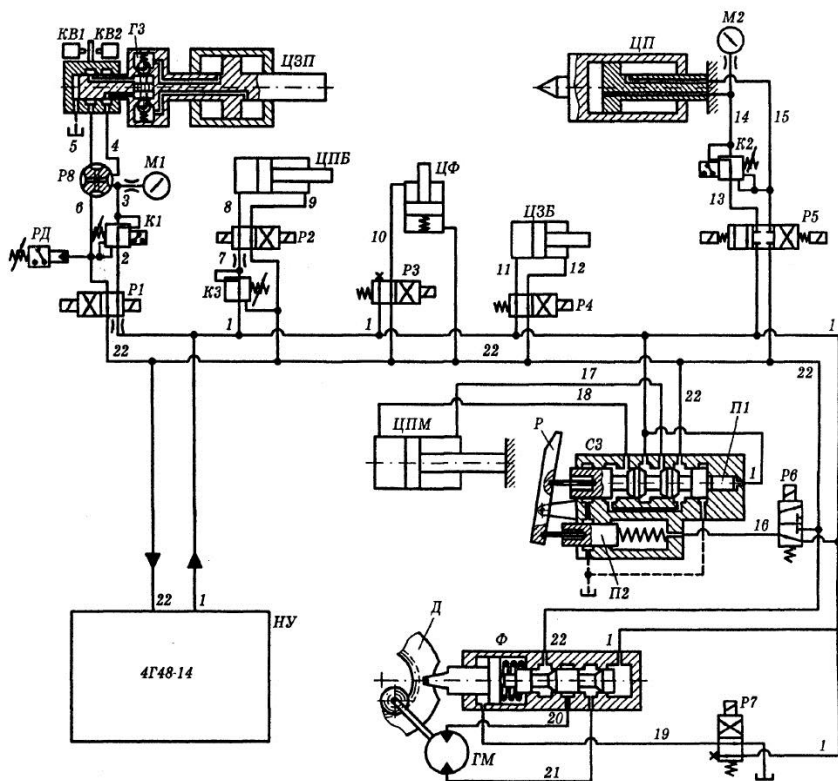 КВ1 КВ2 ГЗ
ЦЗП
ЦП
М2
5 4
14 15
Р8
М1
6 3
К1
РД
2
Р1
ЦПБ
8 9
Р2
7
К3
ЦФ
10
Р3
ЦЗБ
11 12
Р4
К2
13
Р5
1 1 1
22 22 22
17
18
22
ЦПМ
Р
СЗ
П1
1
Р6
16
П2
22 1
НУ
4Г48-14
Д
Ф
22
1
Р7
20
19
1
ГМ
21